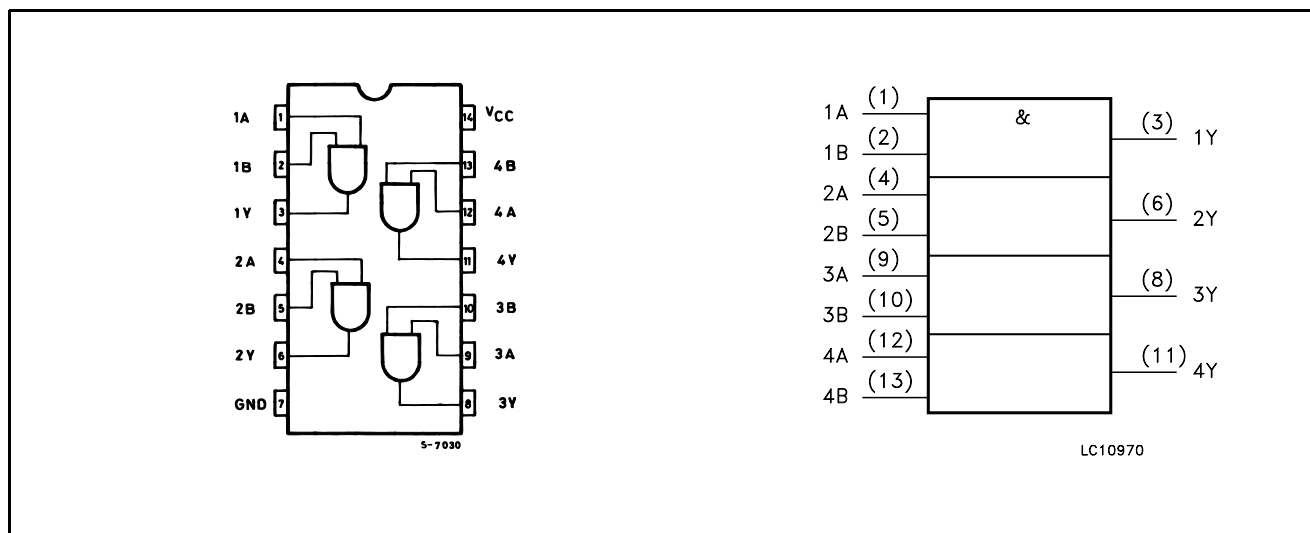 1A 1 14 VCC
1B 2 13 4B
1Y 3 12 4A
2A 4 11 4Y
2B 5 10 3B
2Y 6 9 3A
GND 7 8 3Y
S-7030
1A (1) &
(3) 1Y
1B (2)
2A (4)
(6) 2Y
2B (5)
3A (9)
(8) 3Y
3B (10)
4A (12)
(11) 4Y
4B (13)
LC10970